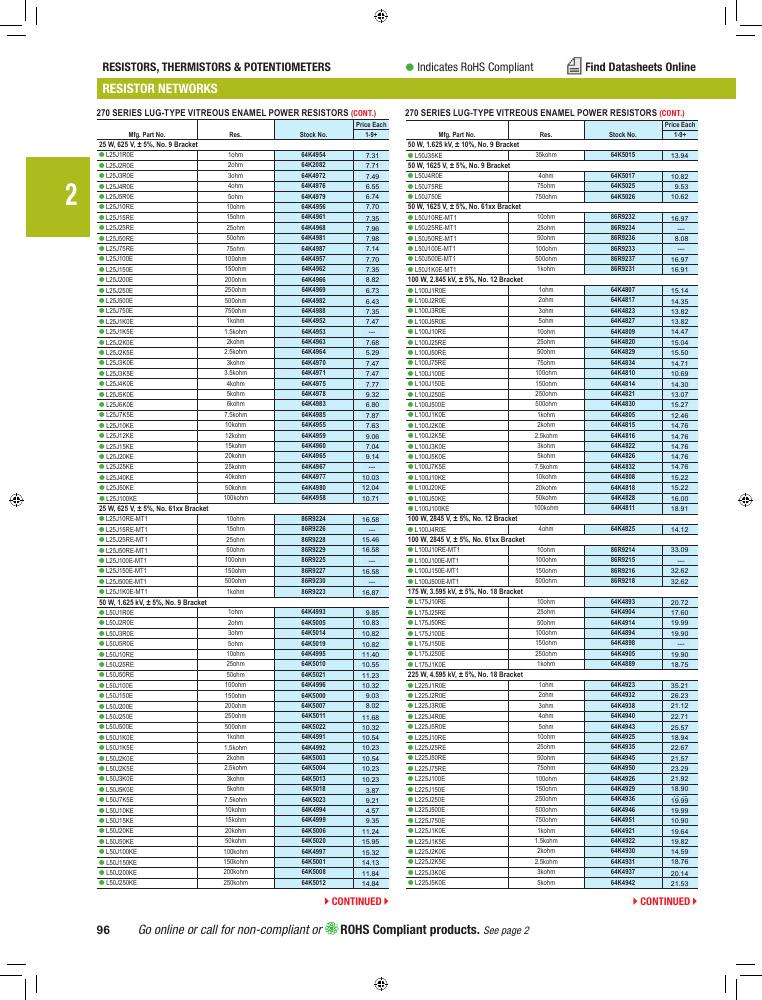 RESISTORS, THERMISTORS & POTENTIOMETERS
Indicates RoHS Compliant
Find Datasheets Online
RESISTOR NETWORKS
2
270 SERIES LUG-TYPE VITREOUS ENAMEL POWER RESISTORS (CONT.)
Price Each
Mfg. Part No. Res. Stock No. 1-9+
25 W, 625 V, ± 5%, No. 9 Bracket
L25J1R0E 1ohm 64K4954 7.31
L25J2R0E 2ohm 64K2082 7.71
L25J3R0E 3ohm 64K4972 7.49
L25J4R0E 4ohm 64K4976 6.55
L25J5R0E 5ohm 64K4979 6.74
L25J10RE 10ohm 64K4956 7.70
L25J15RE 15ohm 64K4961 7.35
L25J25RE 25ohm 64K4968 7.96
L25J50RE 50ohm 64K4981 7.98
L25J75RE 75ohm 64K4987 7.14
L25J100E 100ohm 64K4957 7.70
L25J150E 150ohm 64K4962 7.35
L25J200E 200ohm 64K4966 8.82
L25J250E 250ohm 64K4969 6.73
L25J500E 500ohm 64K4982 6.43
L25J750E 750ohm 64K4988 7.35
L25J1K0E 1kohm 64K4952 7.47
L25J1K5E 1.5kohm 64K4953 ---
L25J2K0E 2kohm 64K4963 7.68
L25J2K5E 2.5kohm 64K4964 5.29
L25J3K0E 3kohm 64K4970 7.47
L25J3K5E 3.5kohm 64K4971 7.47
L25J4K0E 4kohm 64K4975 7.77
L25J5K0E 5kohm 64K4978 9.32
L25J6K0E 6kohm 64K4983 6.80
L25J7K5E 7.5kohm 64K4985 7.87
L25J10KE 10kohm 64K4955 7.63
L25J12KE 12kohm 64K4959 9.06
L25J15KE 15kohm 64K4960 7.04
L25J20KE 20kohm 64K4965 9.14
L25J25KE 25kohm 64K4967 ---
L25J40KE 40kohm 64K4977 10.03
L25J50KE 50kohm 64K4980 12.04
L25J100KE 100kohm 64K4958 10.71
25 W, 625 V, ± 5%, No. 61xx Bracket
L25J10RE-MT1 10ohm 86R9224 16.58
L25J15RE-MT1 15ohm 86R9226 ---
L25J25RE-MT1 25ohm 86R9228 15.46
L25J50RE-MT1 50ohm 86R9229 16.58
L25J100E-MT1 100ohm 86R9225 ---
L25J150E-MT1 150ohm 86R9227 16.58
L25J500E-MT1 500ohm 86R9230 ---
L25J1K0E-MT1 1kohm 86R9223 16.87
50 W, 1.625 kV, ± 5%, No. 9 Bracket
L50J1R0E 1ohm 64K4993 9.85
L50J2R0E 2ohm 64K5005 10.83
L50J3R0E 3ohm 64K5014 10.82
L50J5R0E 5ohm 64K5019 10.82
L50J10RE 10ohm 64K4995 11.40
L50J25RE 25ohm 64K5010 10.55
L50J50RE 50ohm 64K5021 11.23
L50J100E 100ohm 64K4996 10.32
L50J150E 150ohm 64K5000 9.03
L50J200E 200ohm 64K5007 8.02
L50J250E 250ohm 64K5011 11.68
L50J500E 500ohm 64K5022 10.32
L50J1K0E 1kohm 64K4991 10.54
L50J1K5E 1.5kohm 64K4992 10.23
L50J2K0E 2kohm 64K5003 10.54
L50J2K5E 2.5kohm 64K5004 10.23
L50J3K0E 3kohm 64K5013 10.23
L50J5K0E 5kohm 64K5018 3.87
L50J7K5E 7.5kohm 64K5023 9.21
L50J10KE 10kohm 64K4994 4.57
L50J15KE 15kohm 64K4999 9.35
L50J20KE 20kohm 64K5006 11.24
L50J50KE 50kohm 64K5020 15.95
L50J100KE 100kohm 64K4997 15.32
L50J150KE 150kohm 64K5001 14.13
L50J200KE 200kohm 64K5008 11.84
L50J250KE 250kohm 64K5012 14.84
CONTINUED
270 SERIES LUG-TYPE VITREOUS ENAMEL POWER RESISTORS (CONT.)
Price Each
Mfg. Part No. Res. Stock No. 1-9+
50 W, 1.625 kV, ± 10%, No. 9 Bracket
L50J35KE 35kohm 64K5015 13.94
50 W, 1625 V, ± 5%, No. 9 Bracket
L50J4R0E 4ohm 64K5017 10.82
L50J75RE 75ohm 64K5025 9.53
L50J750E 750ohm 64K5026 10.62
50 W, 1625 V, ± 5%, No. 61xx Bracket
L50J10RE-MT1 10ohm 86R9232 16.97
L50J25RE-MT1 25ohm 86R9234 ---
L50J50RE-MT1 50ohm 86R9236 8.08
L50J100E-MT1 100ohm 86R9233 ---
L50J500E-MT1 500ohm 86R9237 16.97
L50J1K0E-MT1 1kohm 86R9231 16.91
100 W, 2.845 kV, ± 5%, No. 12 Bracket
L100J1R0E 1ohm 64K4807 15.14
L100J2R0E 2ohm 64K4817 14.35
L100J3R0E 3ohm 64K4823 13.82
L100J5R0E 5ohm 64K4827 13.82
L100J10RE 10ohm 64K4809 14.47
L100J25RE 25ohm 64K4820 15.04
L100J50RE 50ohm 64K4829 15.50
L100J75RE 75ohm 64K4834 14.71
L100J100E 100ohm 64K4810 10.69
L100J150E 150ohm 64K4814 14.30
L100J250E 250ohm 64K4821 13.07
L100J500E 500ohm 64K4830 15.27
L100J1K0E 1kohm 64K4805 12.46
L100J2K0E 2kohm 64K4815 14.76
L100J2K5E 2.5kohm 64K4816 14.76
L100J3K0E 3kohm 64K4822 14.76
L100J5K0E 5kohm 64K4826 14.76
L100J7K5E 7.5kohm 64K4832 14.76
L100J10KE 10kohm 64K4808 15.22
L100J20KE 20kohm 64K4818 15.22
L100J50KE 50kohm 64K4828 16.00
L100J100KE 100kohm 64K4811 18.91
100 W, 2845 V, ± 5%, No. 12 Bracket
L100J4R0E 4ohm 64K4825 14.12
100 W, 2845 V, ± 5%, No. 61xx Bracket
L100J10RE-MT1 10ohm 86R9214 33.09
L100J100E-MT1 100ohm 86R9215 ---
L100J150E-MT1 150ohm 86R9216 32.62
L100J500E-MT1 500ohm 86R9218 32.62
175 W, 3.595 kV, ± 5%, No. 18 Bracket
L175J10RE 10ohm 64K4893 20.72
L175J25RE 25ohm 64K4904 17.60
L175J50RE 50ohm 64K4914 19.99
L175J100E 100ohm 64K4894 19.90
L175J150E 150ohm 64K4898 ---
L175J250E 250ohm 64K4905 19.90
L175J1K0E 1kohm 64K4889 18.75
225 W, 4.595 kV, ± 5%, No. 18 Bracket
L225J1R0E 1ohm 64K4923 35.21
L225J2R0E 2ohm 64K4932 26.23
L225J3R0E 3ohm 64K4938 21.12
L225J4R0E 4ohm 64K4940 22.71
L225J5R0E 5ohm 64K4943 25.57
L225J10RE 10ohm 64K4925 18.94
L225J25RE 25ohm 64K4935 22.67
L225J50RE 50ohm 64K4945 21.57
L225J75RE 75ohm 64K4950 23.29
L225J100E 100ohm 64K4926 21.92
L225J150E 150ohm 64K4929 18.90
L225J250E 250ohm 64K4936 19.99
L225J500E 500ohm 64K4946 19.99
L225J750E 750ohm 64K4951 10.90
L225J1K0E 1kohm 64K4921 19.64
L225J1K5E 1.5kohm 64K4922 19.82
L225J2K0E 2kohm 64K4930 14.59
L225J2K5E 2.5kohm 64K4931 18.76
L225J3K0E 3kohm 64K4937 20.14
L225J5K0E 5kohm 64K4942 21.53
CONTINUED
96 Go online or call for non-compliant or ROHS Compliant products. See page 2